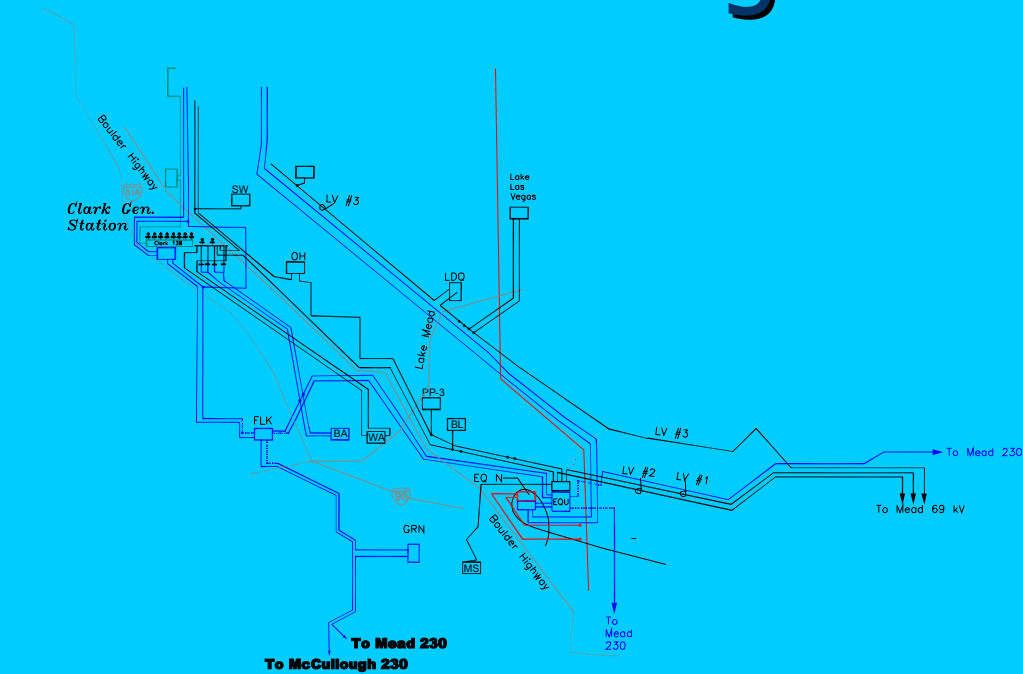 Boulder Highway
Clark Gen.
Station
Clark 138
SW
LV #3
Lake
Las
Vegas
OH
LDQ
Lake Mead
PP-3
BL
FLK
BA
WA
LV #3
LV #2
LV #1
To Mead 230
EQ N
EQU
To Mead 69 kV
Boulder Highway
GRN
MS
To
Mead
230
To Mead 230
To McCullough 230